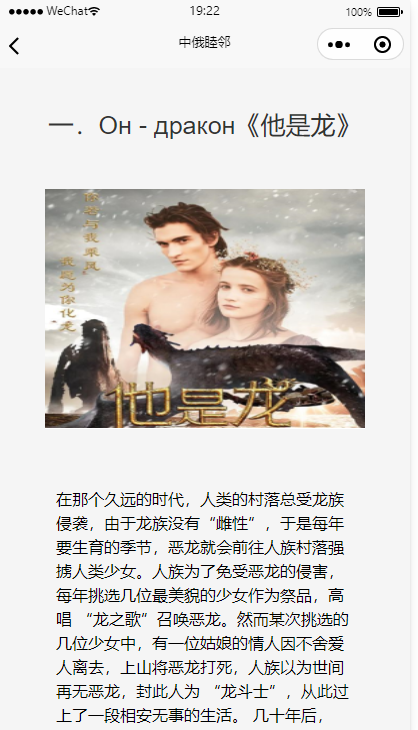 ●●●●● WeChat 19:22 100%
中俄睦邻
一．Он - дракон《他是龙》
你若与我乘风
我愿为你化龙
他是龙
在那个久远的时代，人类的村落总受龙族
侵袭，由于龙族没有“雌性”，于是每年
要生育的季节，恶龙就会前往人族村落强
掳人类少女。人族为了免受恶龙的侵害，
每年挑选几位最美貌的少女作为祭品，高
唱 “龙之歌”召唤恶龙。然而某次挑选的
几位少女中，有一位姑娘的情人因不舍爱
人离去，上山将恶龙打死，人族以为世间
再无恶龙，封此人为 “龙斗士”，从此过
上了一段相安无事的生活。 几十年后，